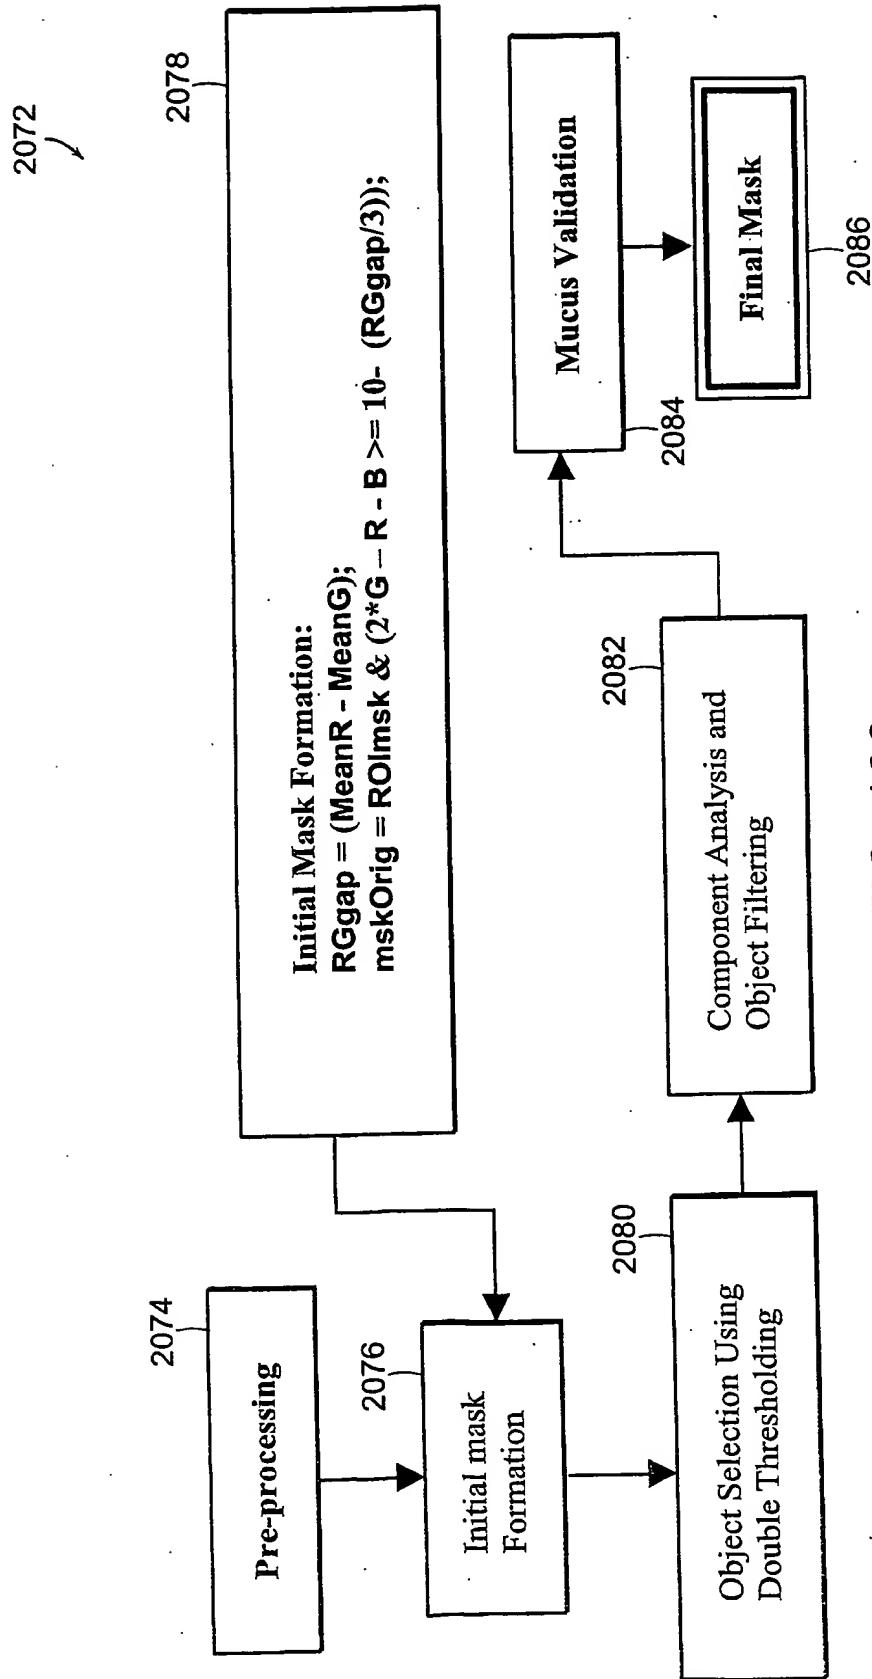 2072
2074
Pre-processing
2076
Initial mask
Formation
2078
Initial Mask Formation:
RGgap = (MeanR - MeanG);
mskOrig = ROImsk & (2*G – R - B >= 10- (RGgap/3));
2080
Object Selection Using
Double Thresholding
2082
Component Analysis and
Object Filtering
2084
Mucus Validation
Final Mask
2086